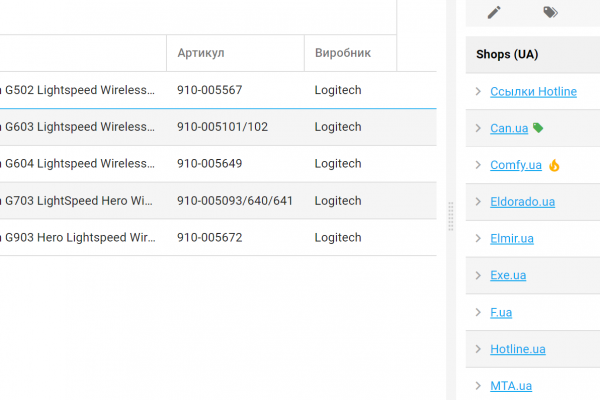 Артикул Виробник
G502 Lightspeed Wireless... 910-005567 Logitech
G603 Lightspeed Wireless... 910-005101/102 Logitech
G604 Lightspeed Wireless... 910-005649 Logitech
G703 LightSpeed Hero Wi... 910-005093/640/641 Logitech
G903 Hero Lightspeed Wir... 910-005672 Logitech
Shops (UA)
Ссылки Hotline
Can.ua
Comfy.ua
Eldorado.ua
Elmir.ua
Exe.ua
F.ua
Hotline.ua
MTA.ua